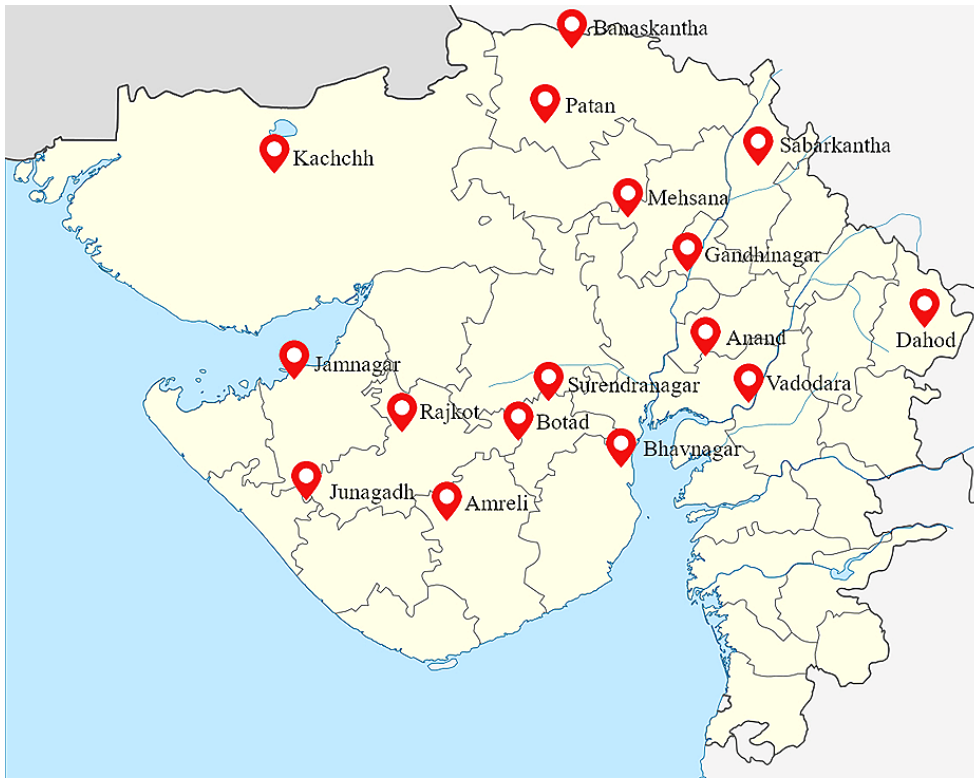 Banaskantha
Patan
Sabarkantha
Kachchh
Mehsana
Gandhinagar
Dahod
Anand
Jamnagar
Surendranagar
Vadodara
Rajkot
Botad
Bhavnagar
Junagadh
Amreli